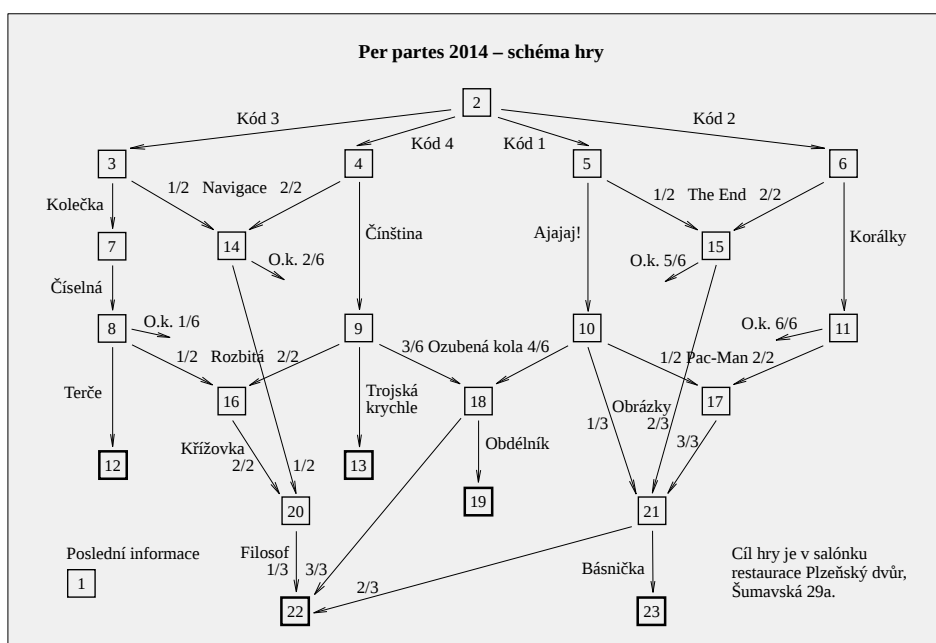 Per partes 2014 – schéma hry
2
Kód 3
Kód 4
Kód 1
Kód 2
3
4
5
6
1/2 Navigace 2/2
1/2 The End 2/2
Kolečka
Čínština
Ajajaj!
Korálky
7
14
15
O.k. 2/6
O.k. 5/6
Číselná
8
O.k. 1/6
9
10
O.k. 6/6
11
1/2 Rozbitá 2/2
3/6 Ozubená kola 4/6
1/2 Pac-Man 2/2
Terče
16
Trojská
krychle
18
Obrázky
17
1/3
2/3
3/3
Křížovka
2/2
1/2
Obdélník
12
13
19
20
21
Poslední informace
1
Filosof
1/3
3/3
2/3
Básnička
22
23
Cíl hry je v salónku
restaurace Plzeňský dvůr,
Šumavská 29a.